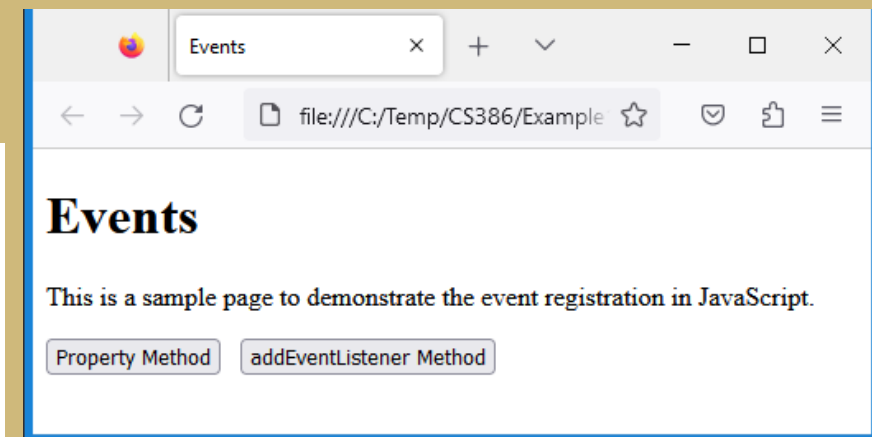 Events
file:///C:/Temp/CS386/Example
Events
This is a sample page to demonstrate the event registration in JavaScript.
Property Method addEventListener Method